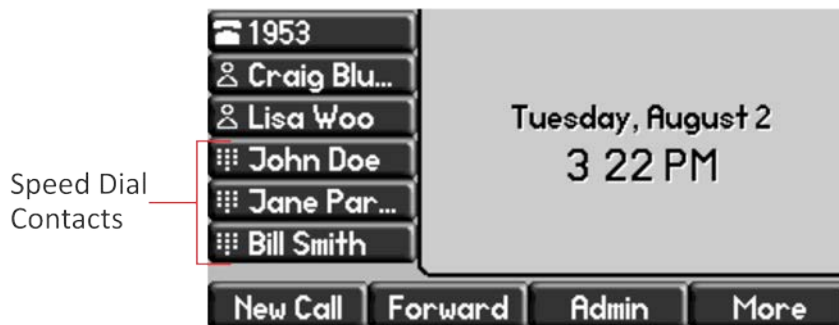 1953
Craig Blu...
Lisa Woo
John Doe
Jane Par...
Bill Smith
Speed Dial
Contacts
Tuesday, August 2
3 22 PM
New Call Forward Admin More